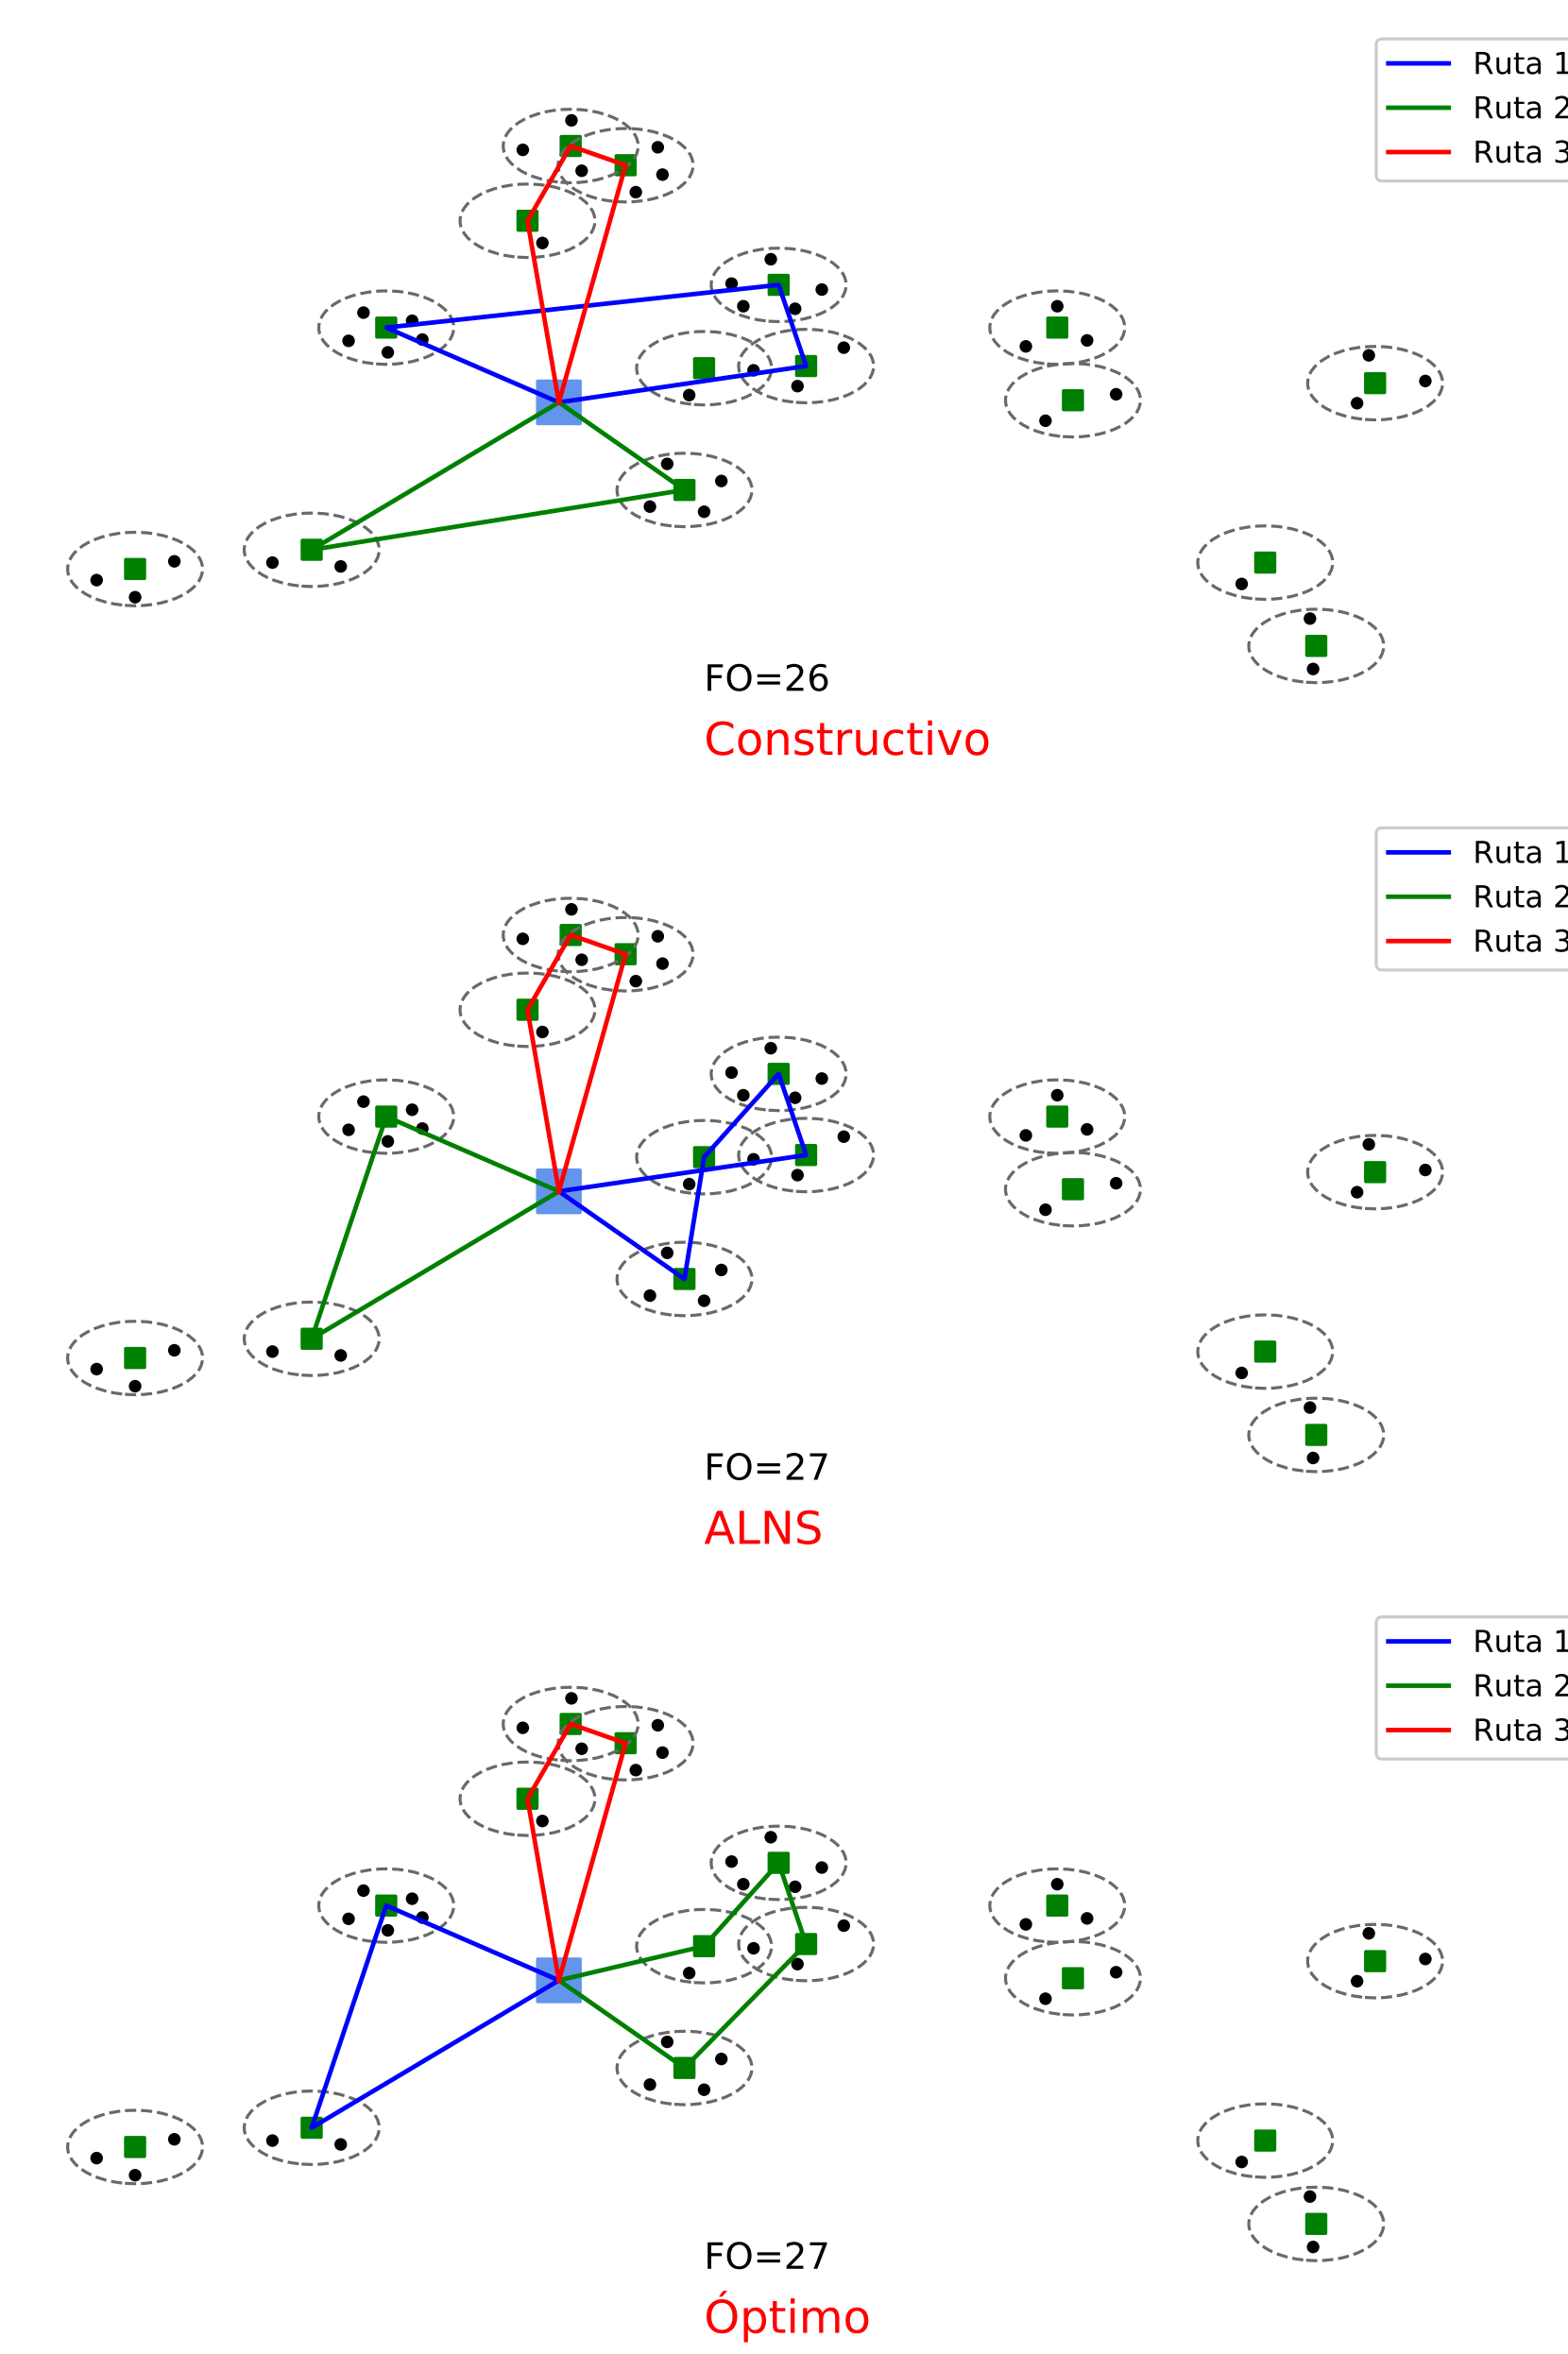 Ruta 1
Ruta 2
Ruta 3
FO=26
Constructivo
Ruta 1
Ruta 2
Ruta 3
FO=27
ALNS
Ruta 1
Ruta 2
Ruta 3
FO=27
Óptimo